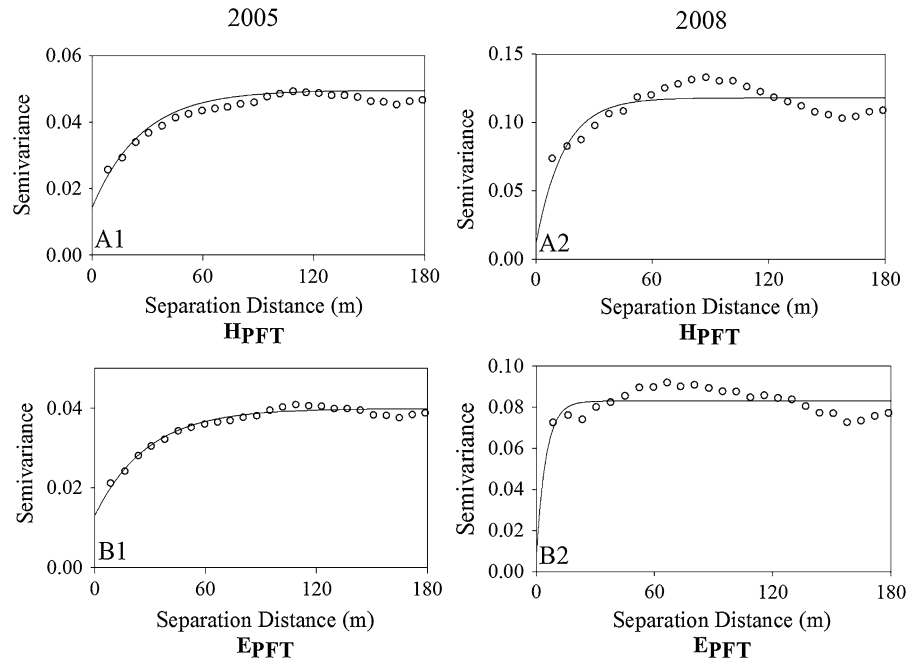 2005
2008
0.06
0.04
0.02
0.00
Semivariance
A1
0 60 120 180
Separation Distance (m)
HPFT
0.15
0.10
0.05
0.00
Semivariance
A2
0 60 120 180
Separation Distance (m)
HPFT
0.04
0.02
0.00
Semivariance
B1
0 60 120 180
Separation Distance (m)
EPFT
0.10
0.08
0.06
0.04
0.02
0.00
Semivariance
B2
0 60 120 180
Separation Distance (m)
EPFT